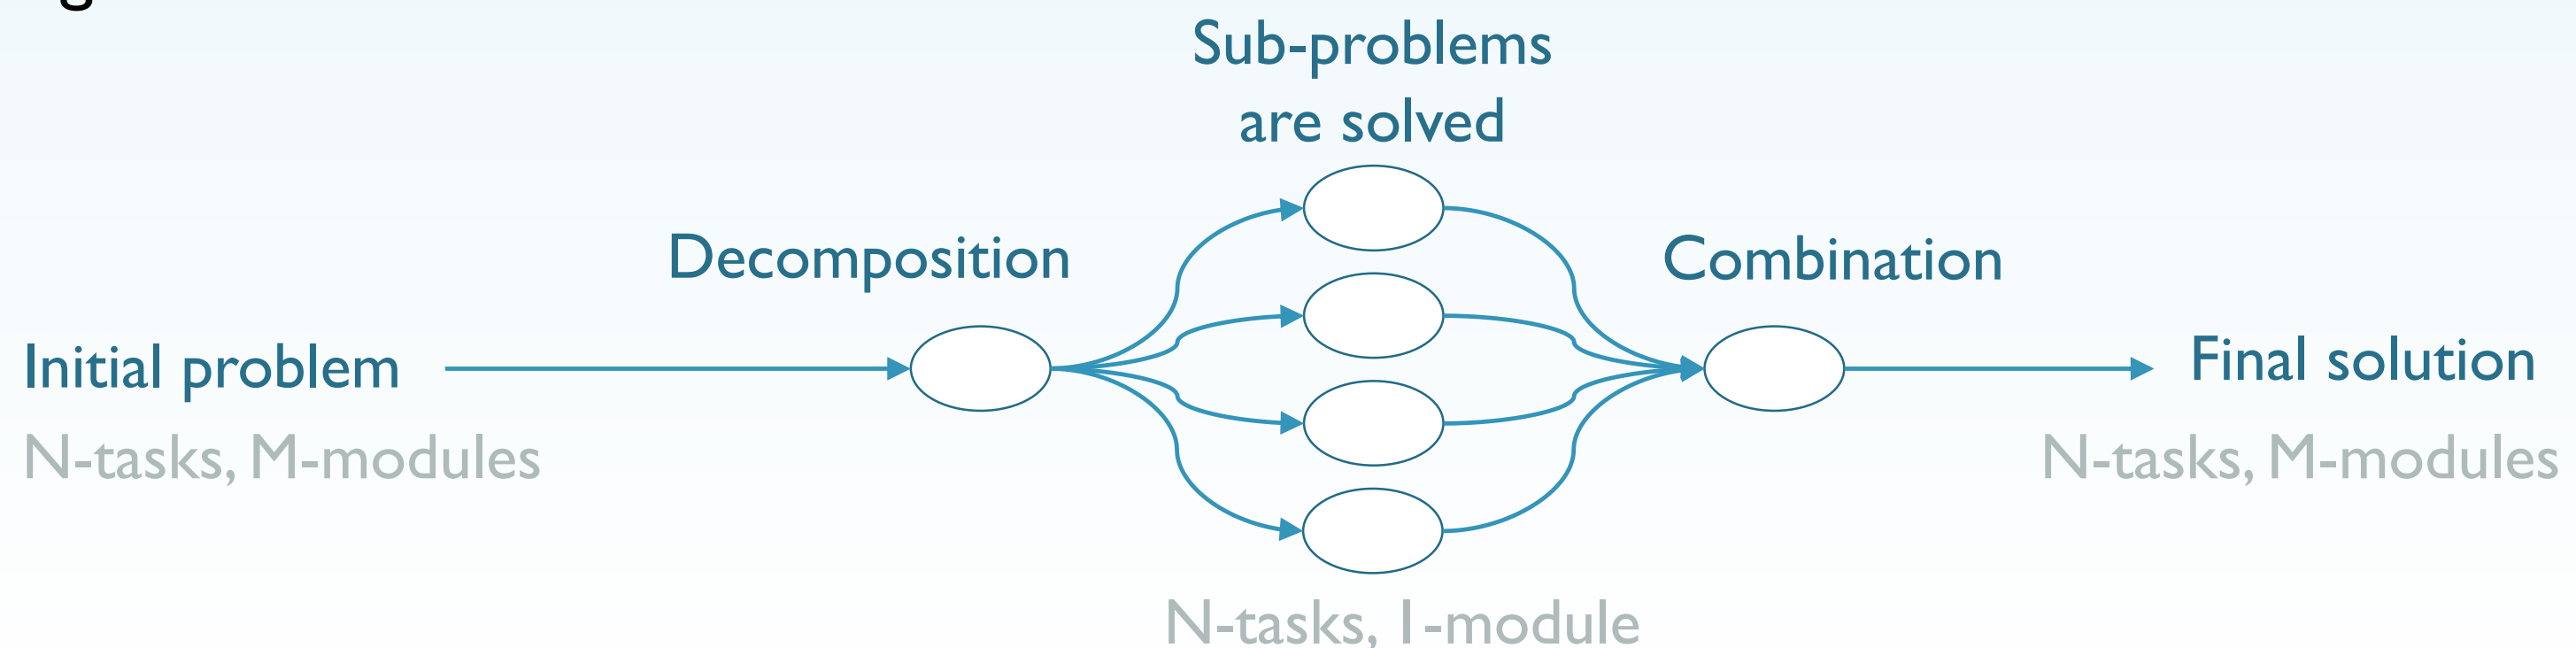 Sub-problems
are solved
Decomposition
Combination
Initial problem
Final solution
N-tasks, M-modules
N-tasks, M-modules
N-tasks, 1-module